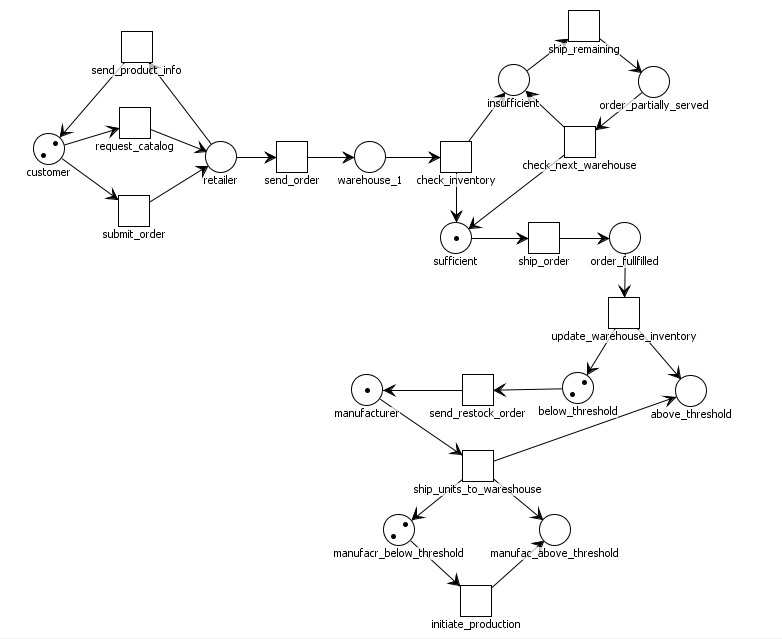 send_product_info
ship_remaining
insufficient
order_partially_served
request_catalog
customer
retailer
send_order
warehouse_1
check_inventory
check_next_warehouse
submit_order
sufficient
ship_order
order_fullfilled
update_warehouse_inventory
manufacturer
send_restock_order
below_threshold
above_threshold
ship_units_to_wareshouse
manufacr_below_threshold
manufac_above_threshold
initiate_production